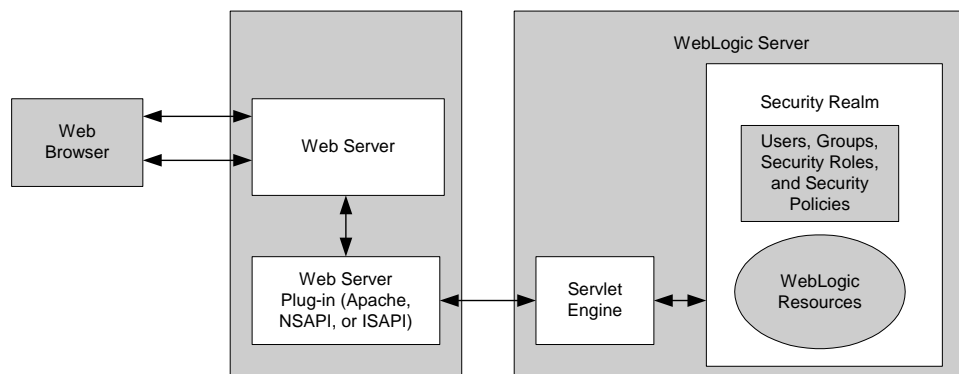 WebLogic Server
Security Realm
Web
Browser
Web Server
Users, Groups,
Security Roles,
and Security
Policies
Web Server
Plug-in (Apache,
NSAPI, or ISAPI)
Servlet
Engine
WebLogic
Resources